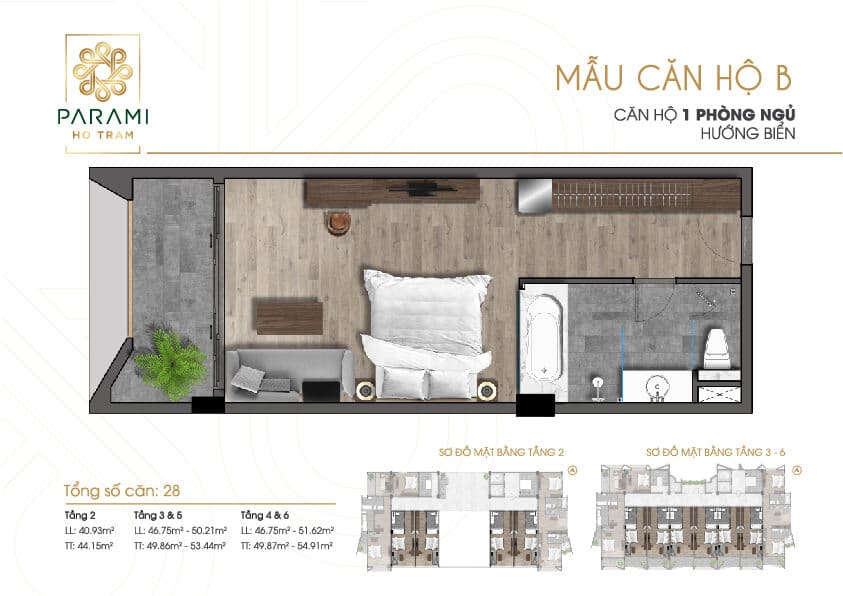 PARAMI
HO TRAM
MẪU CĂN HỘ B
CĂN HỘ 1 PHÒNG NGỦ
HƯỚNG BIỂN
SƠ ĐỒ MẶT BẰNG TẦNG 2
A
SƠ ĐỒ MẶT BẰNG TẦNG 3 - 6
A
Tổng số căn: 28
Tầng 2
LL: 40.93m²
TT: 44.15m²
Tầng 3 & 5
LL: 46.75m² - 50.21m²
TT: 49.86m² - 53.44m²
Tầng 4 & 6
LL: 46.75m² - 51.62m²
TT: 49.87m² - 54.91m²